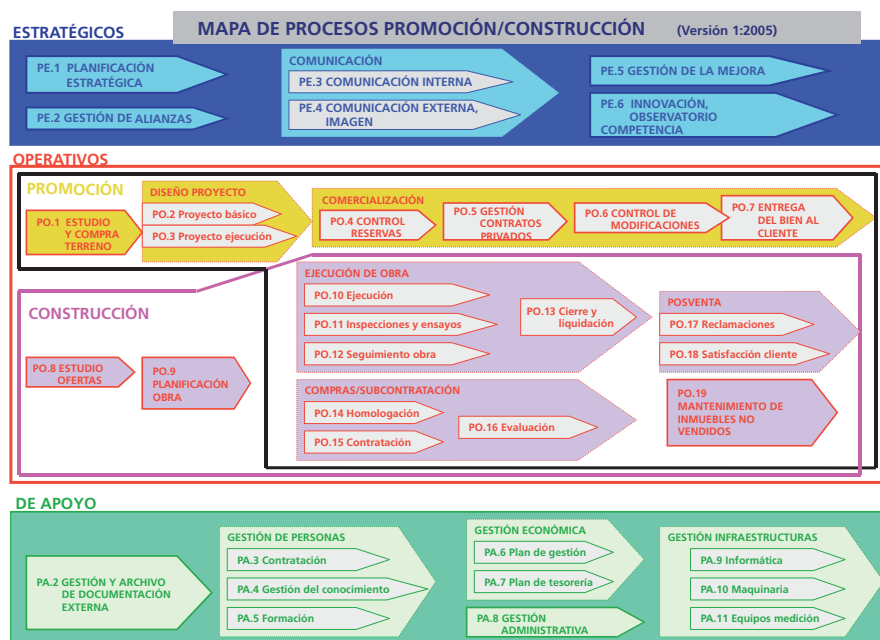 ESTRATÉGICOS
MAPA DE PROCESOS PROMOCIÓN/CONSTRUCCIÓN (Versión 1:2005)
PE.1 PLANIFICACIÓN
ESTRATÉGICA
PE.2 GESTIÓN DE ALIANZAS
COMUNICACIÓN
PE.3 COMUNICACIÓN INTERNA
PE.4 COMUNICACIÓN EXTERNA,
IMAGEN
PE.5 GESTIÓN DE LA MEJORA
PE.6 INNOVACIÓN,
OBSERVATORIO
COMPETENCIA
OPERATIVOS
PROMOCIÓN
PO.1 ESTUDIO
Y COMPRA
TERRENO
DISEÑO PROYECTO
PO.2 Proyecto básico
PO.3 Proyecto ejecución
COMERCIALIZACIÓN
PO.4 CONTROL
RESERVAS
PO.5 GESTIÓN
CONTRATOS
PRIVADOS
PO.6 CONTROL DE
MODIFICACIONES
PO.7 ENTREGA
DEL BIEN AL
CLIENTE
CONSTRUCCIÓN
PO.8 ESTUDIO
OFERTAS
PO.9
PLANIFICACIÓN
OBRA
EJECUCIÓN DE OBRA
PO.10 Ejecución
PO.11 Inspecciones y ensayos
PO.12 Seguimiento obra
PO.13 Cierre y
liquidación
COMPRAS/SUBCONTRATACIÓN
PO.14 Homologación
PO.15 Contratación
PO.16 Evaluación
POSVENTA
PO.17 Reclamaciones
PO.18 Satisfacción cliente
PO.19
MANTENIMIENTO DE
INMUEBLES NO
VENDIDOS
DE APOYO
PA.2 GESTIÓN Y ARCHIVO
DE DOCUMENTACIÓN
EXTERNA
GESTIÓN DE PERSONAS
PA.3 Contratación
PA.4 Gestión del conocimiento
PA.5 Formación
GESTIÓN ECONÓMICA
PA.6 Plan de gestión
PA.7 Plan de tesorería
PA.8 GESTIÓN
ADMINISTRATIVA
GESTIÓN INFRAESTRUCTURAS
PA.9 Informática
PA.10 Maquinaria
PA.11 Equipos medición